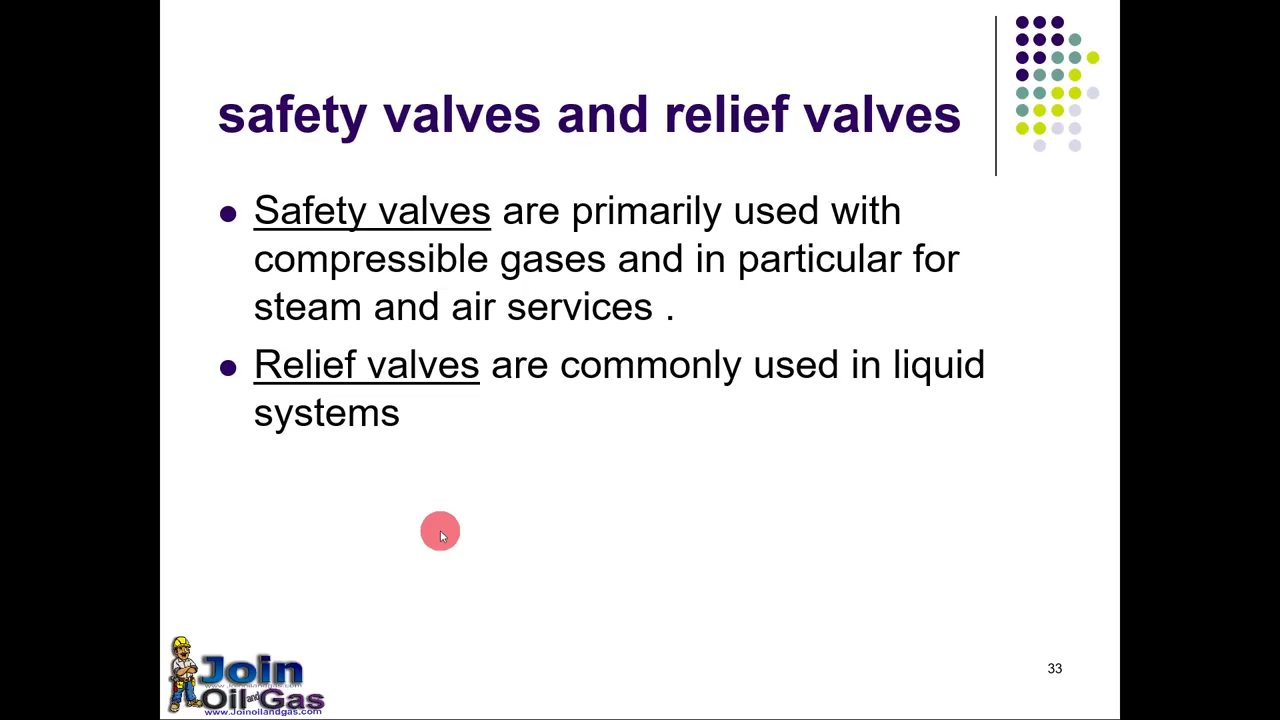 safety valves and relief valves
Safety valves are primarily used with
compressible gases and in particular for
steam and air services .
Relief valves are commonly used in liquid
systems
33
Join
Oil and Gas
www.Joinoilandgas.com